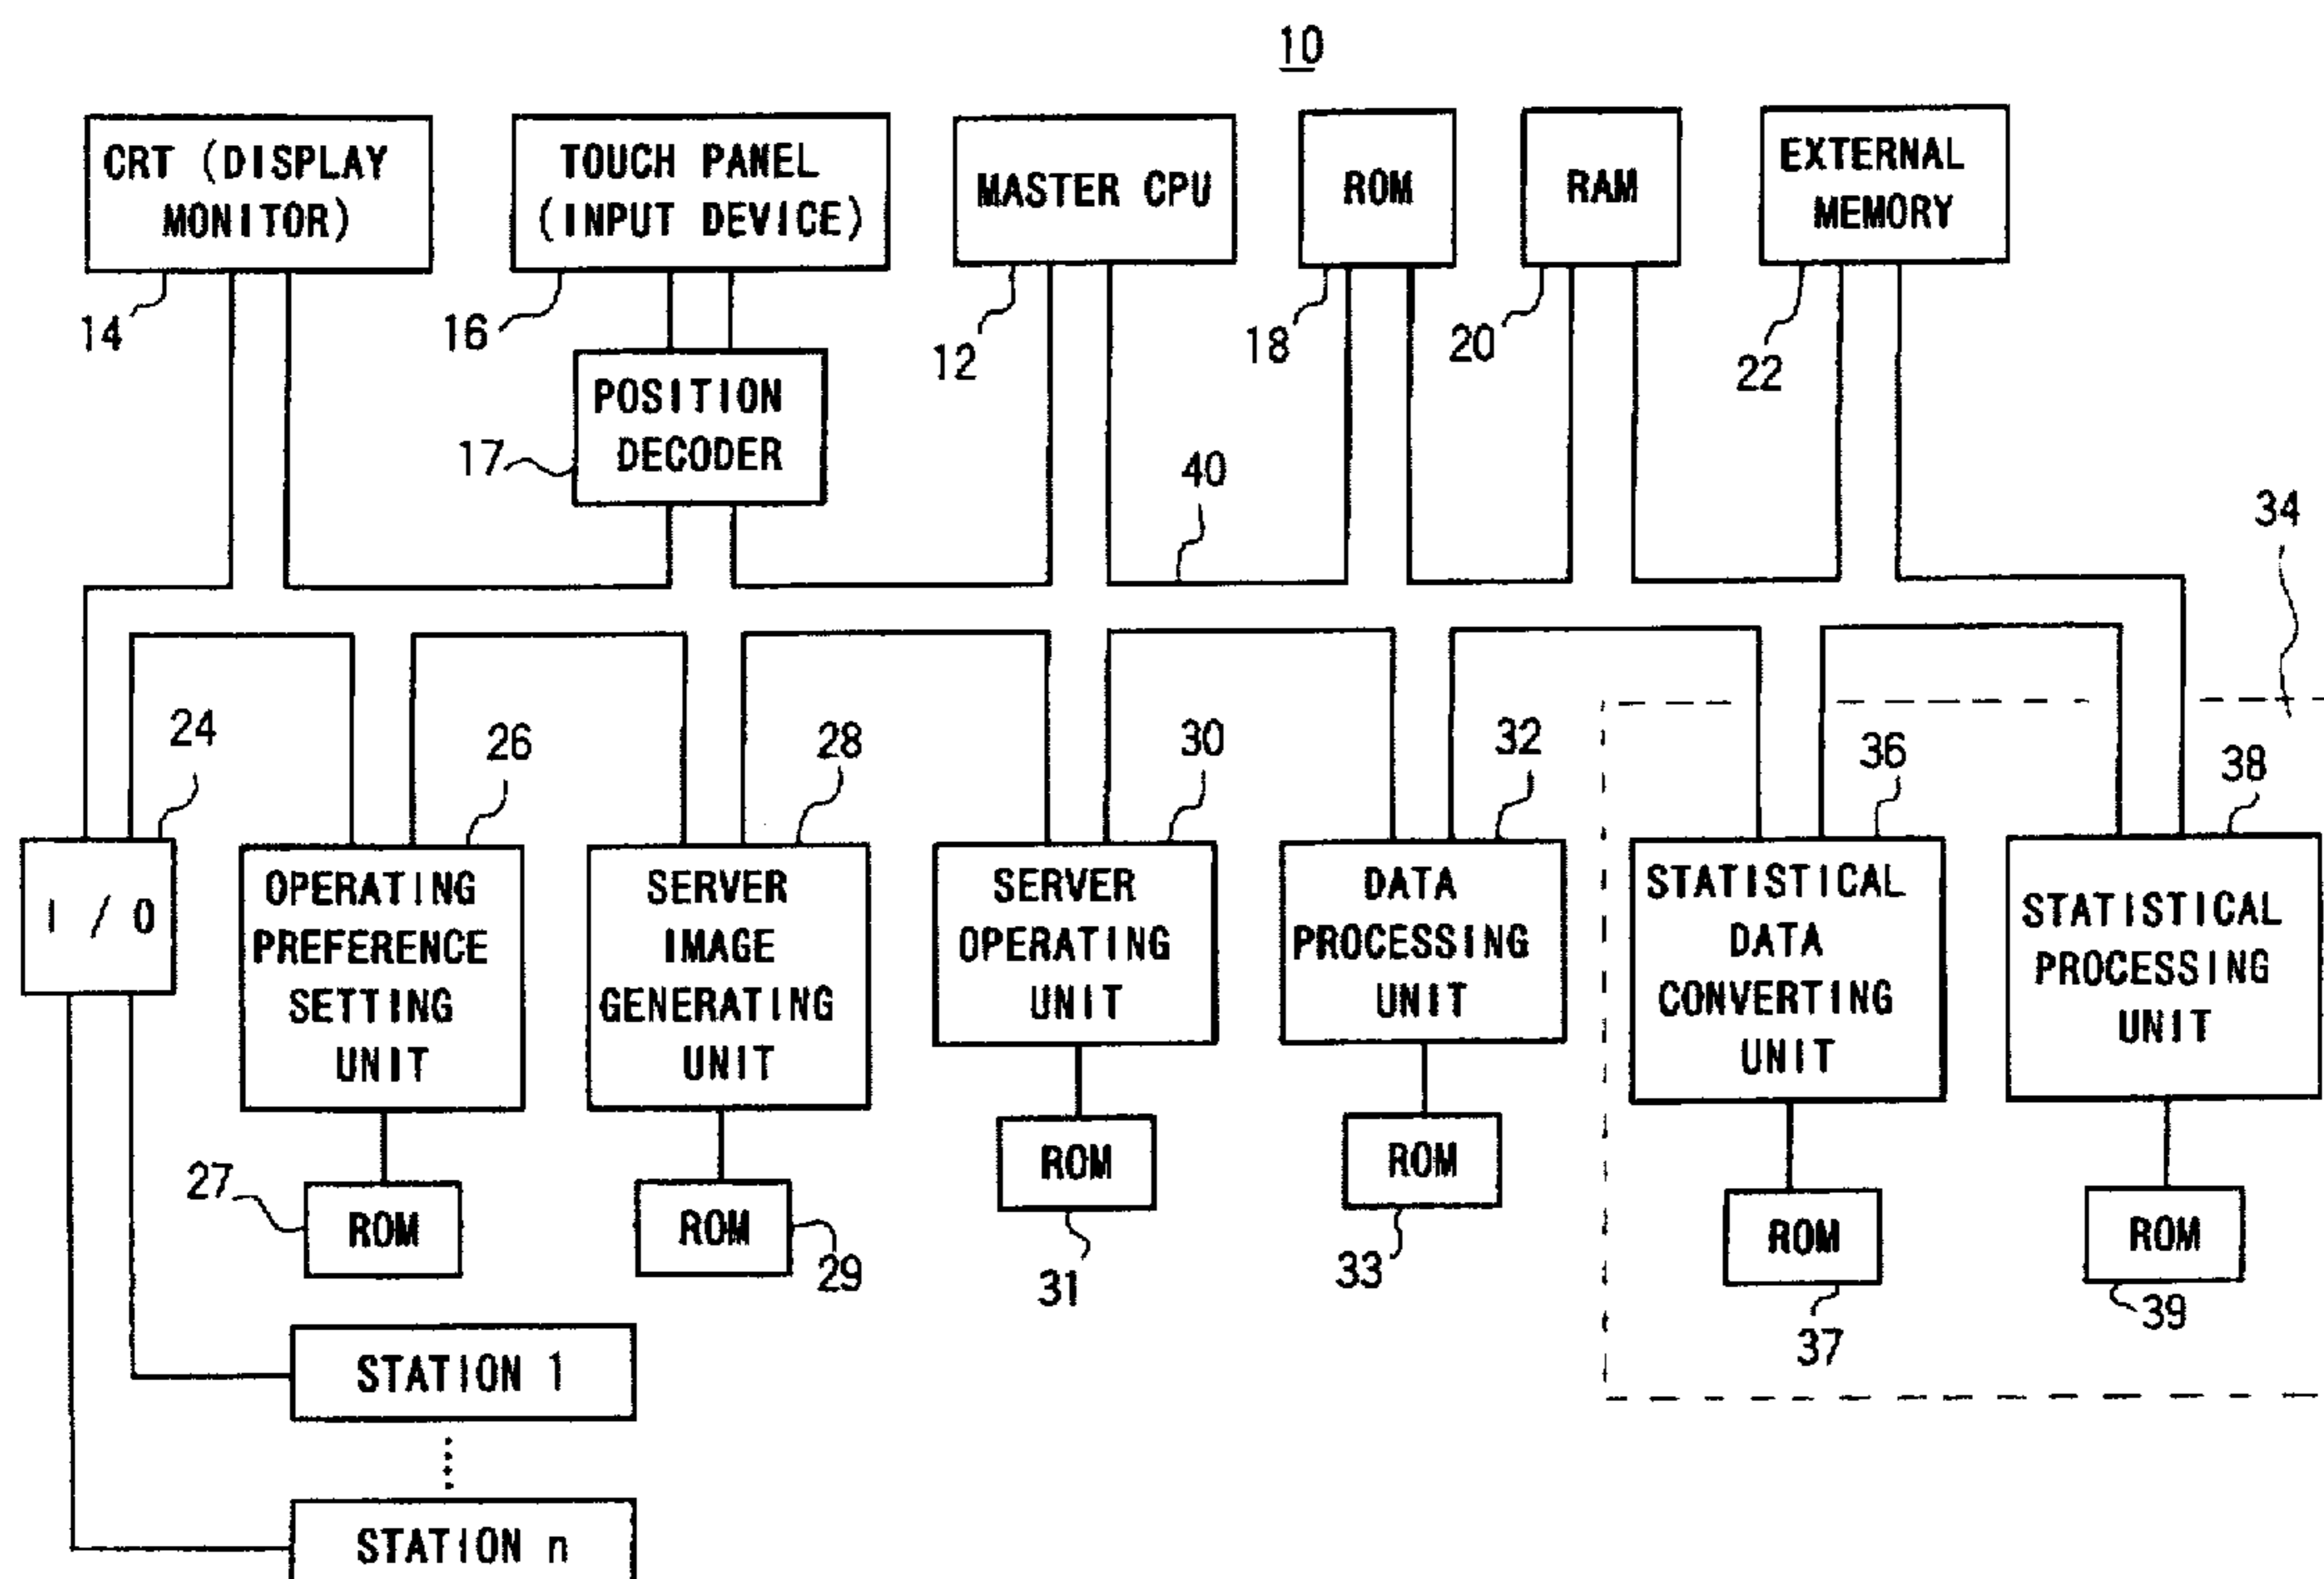 10
CRT (DISPLAY
MONITOR)
TOUCH PANEL
(INPUT DEVICE)
MASTER CPU
ROM
RAM
EXTERNAL
MEMORY
14
16
12
18
20
22
POSITION
DECODER
17
40
34
24
26
28
30
32
36
38
I / O
OPERATING
PREFERENCE
SETTING
UNIT
SERVER
IMAGE
GENERATING
UNIT
SERVER
OPERATING
UNIT
DATA
PROCESSING
UNIT
STATISTICAL
DATA
CONVERTING
UNIT
STATISTICAL
PROCESSING
UNIT
27
ROM
ROM
29
ROM
31
ROM
33
ROM
37
ROM
39
STATION 1
STATION n